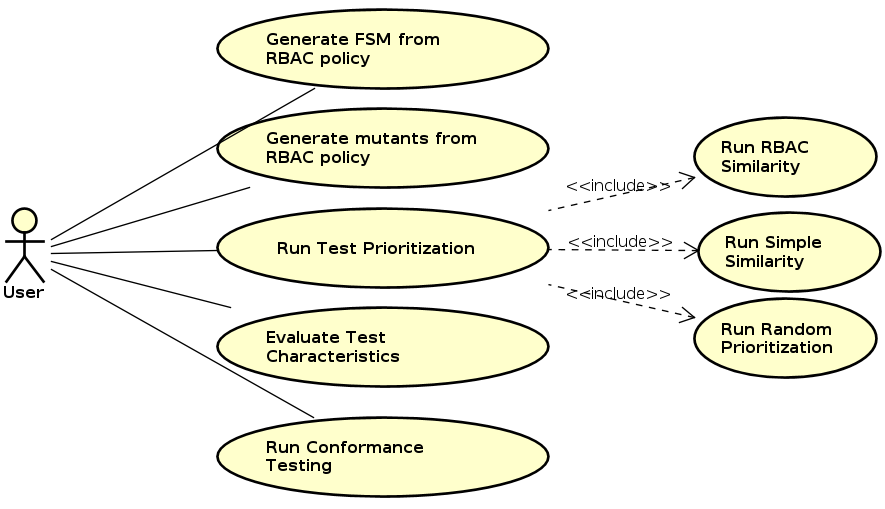 Generate FSM from
RBAC policy
Generate mutants from
RBAC policy
Run RBAC
Similarity
<<include>>
Run Test Prioritization
<<include>>
Run Simple
Similarity
User
<<include>>
Run Random
Prioritization
Evaluate Test
Characteristics
Run Conformance
Testing